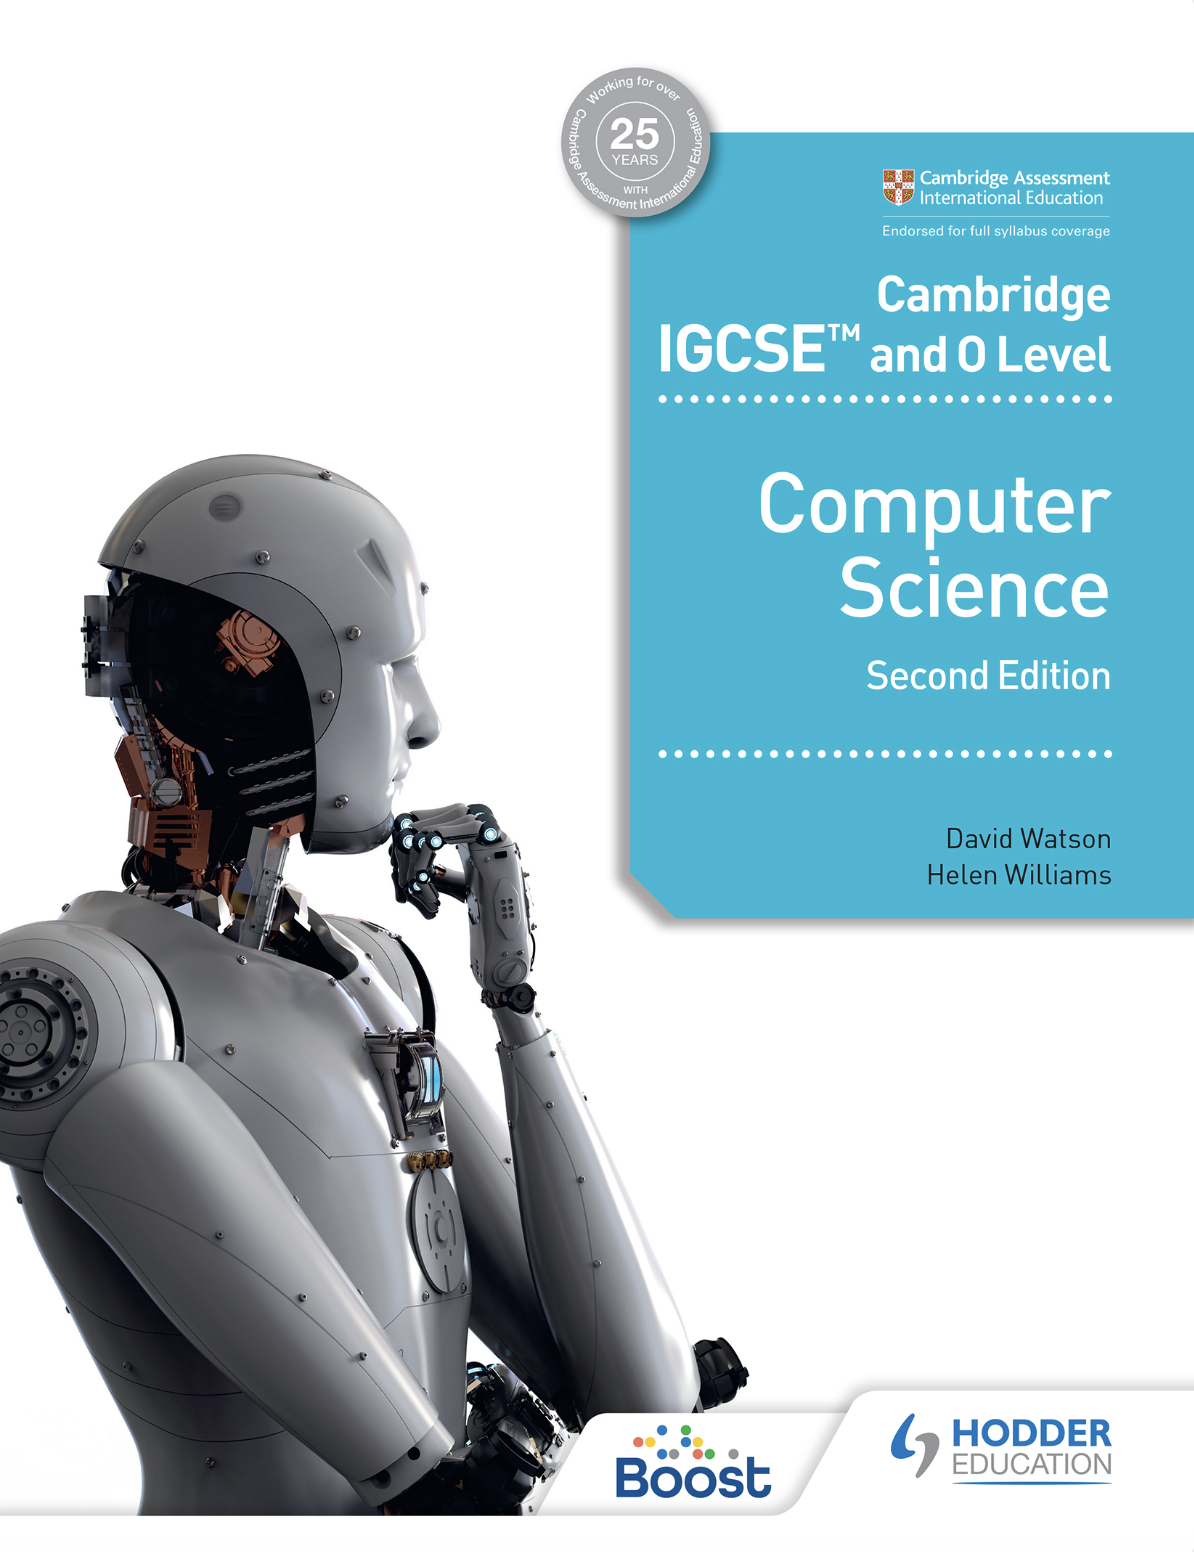 Working for over
25
YEARS
WITH
Cambridge Assessment International Education
Cambridge Assessment
International Education
Endorsed for full syllabus coverage
Cambridge
IGCSE™ and O Level
Computer
Science
Second Edition
David Watson
Helen Williams
Boost
HODDER
EDUCATION